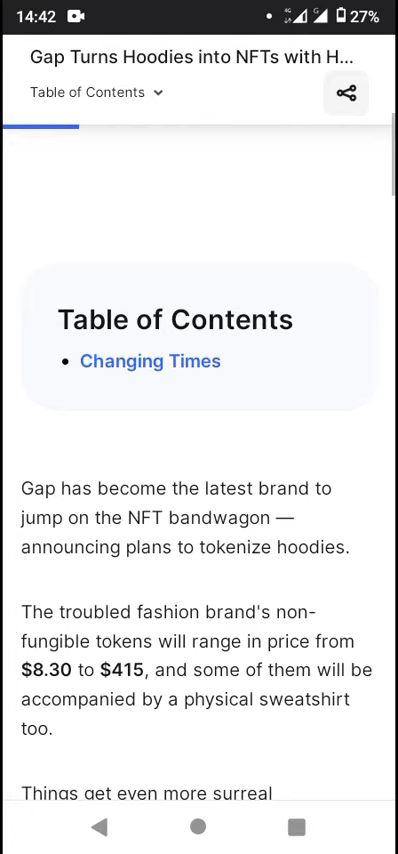 14:42 4G G 27%
Gap Turns Hoodies into NFTs with H...
Table of Contents
Table of Contents
• Changing Times
Gap has become the latest brand to
jump on the NFT bandwagon —
announcing plans to tokenize hoodies.
The troubled fashion brand's non-
fungible tokens will range in price from
$8.30 to $415, and some of them will be
accompanied by a physical sweatshirt
too.
Things get even more surreal